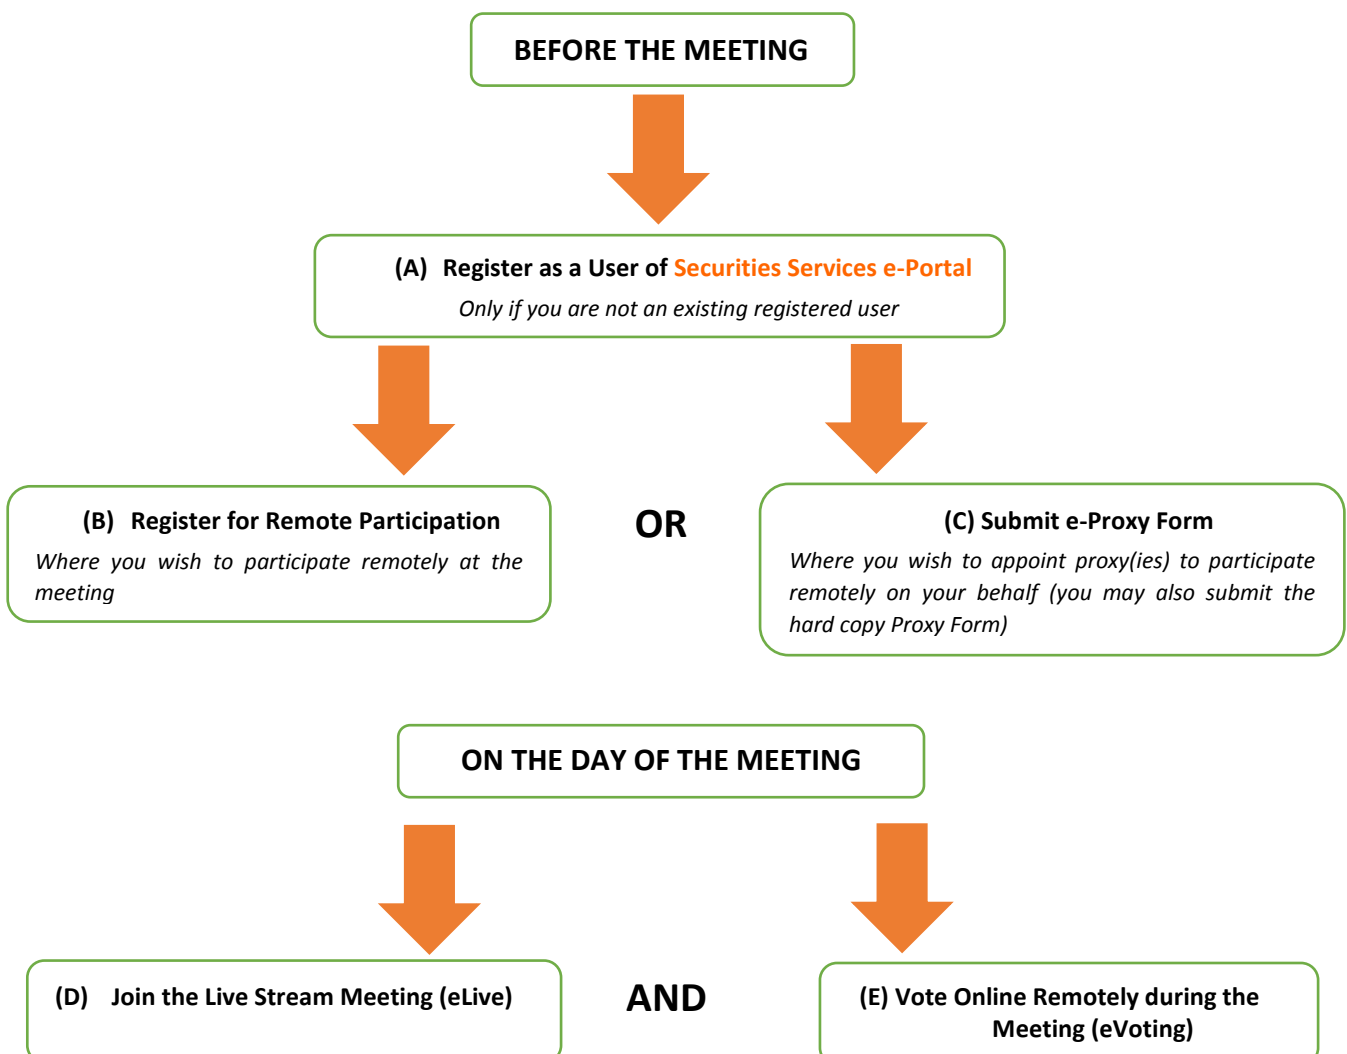 BEFORE THE MEETING
(A) Register as a User of Securities Services e-Portal
Only if you are not an existing registered user
(B) Register for Remote Participation
Where you wish to participate remotely at the
meeting
OR
(C) Submit e-Proxy Form
Where you wish to appoint proxy(ies) to participate
remotely on your behalf (you may also submit the
hard copy Proxy Form)
ON THE DAY OF THE MEETING
(D) Join the Live Stream Meeting (eLive)
AND
(E) Vote Online Remotely during the
Meeting (eVoting)